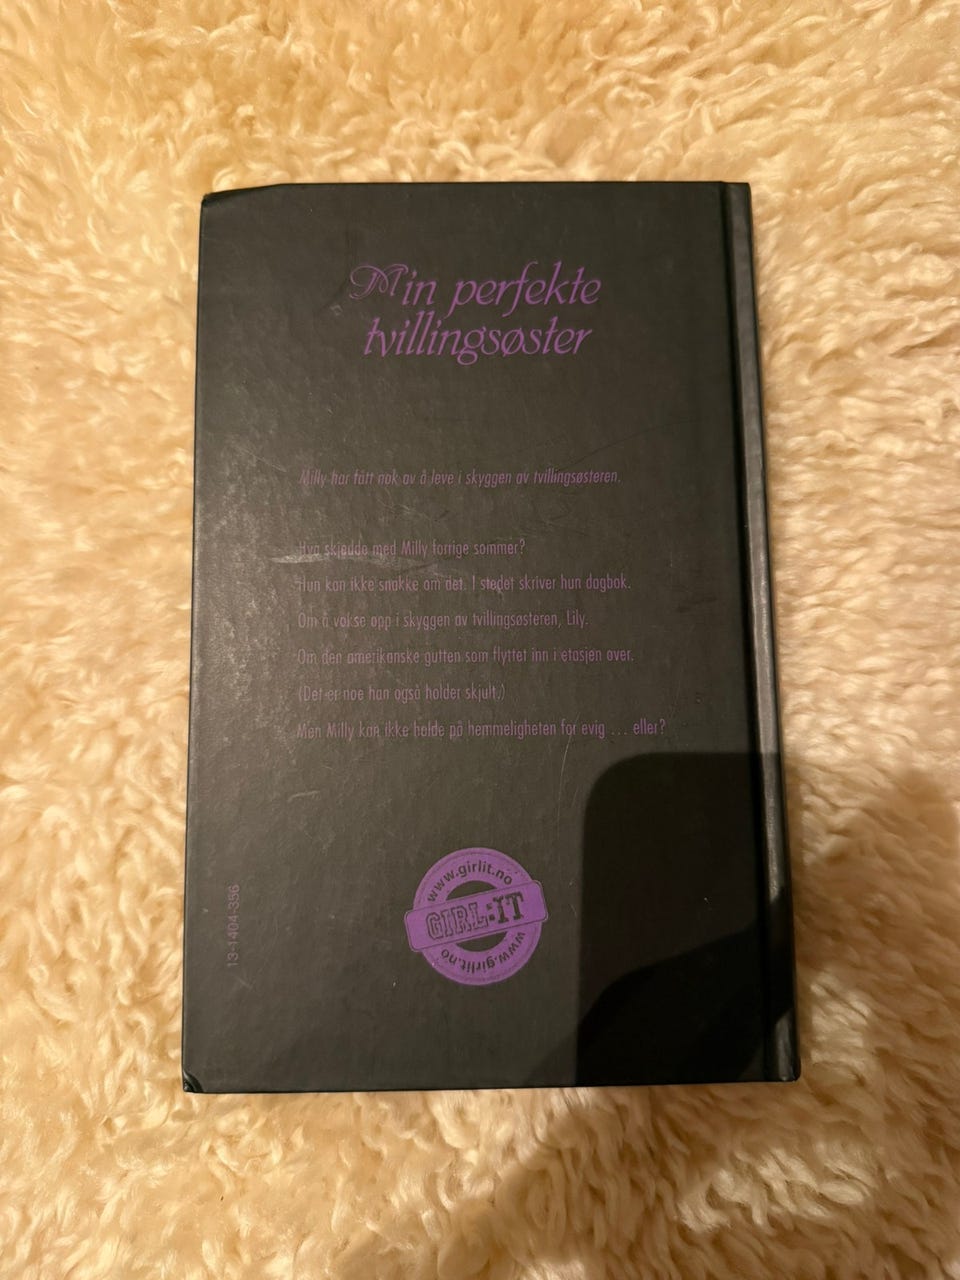 Min perfekte
tvillingsøster
Milly har fått nok av å leve i skyggen av tvillingsøsteren.
Hva skjedde med Milly forrige sommer?
Hun kan ikke snakke om det. I stedet skriver hun dagbok.
Om å vokse opp i skyggen av tvillingsøsteren, Lily.
Om den amerikanske gutten som flyttet inn i etasjen over.
(Det er noe han også holder skjult.)
Men Milly kan ikke holde på hemmeligheten for evig ... eller?
www.girlit.no
GIRL:IT
www.girlit.no
13-1404-356